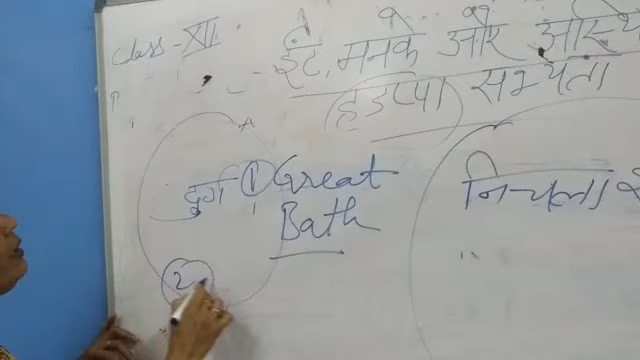 Class - XII
ईंट, मनके और अस्थि
हड़प्पा सभ्यता
दुर्ग ① Great
Bath
निचला
2